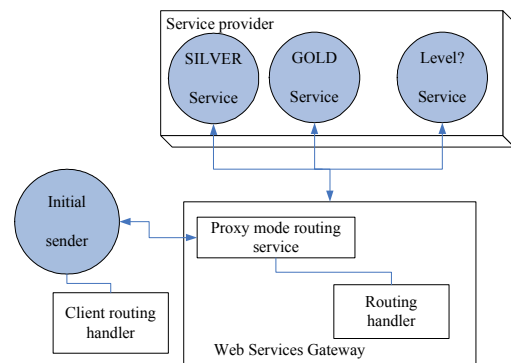 Service provider
SILVER
Service
GOLD
Service
Level?
Service
Initial
sender
Proxy mode routing
service
Client routing
handler
Routing
handler
Web Services Gateway